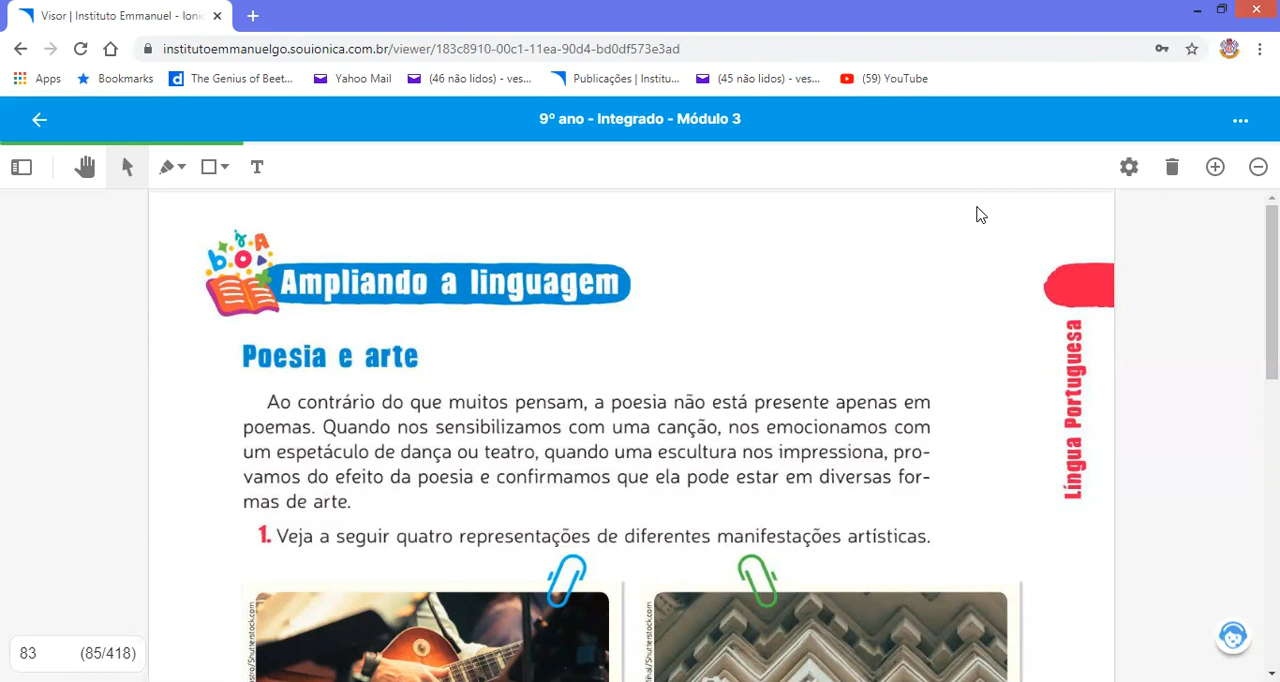 Visor | Instituto Emmanuel - Ioni
institutoemmanuelgo.souionica.com.br/viewer/183c8910-00c1-11ea-90d4-bd0df573e3ad
Apps Bookmarks The Genius of Beet... Yahoo Mail (46 não lidos) - ves... Publicações | Institu... (45 não lidos) - ves... (59) YouTube
9º ano - Integrado - Módulo 3
T
Ampliando a linguagem
Poesia e arte
Ao contrário do que muitos pensam, a poesia não está presente apenas em
poemas. Quando nos sensibilizamos com uma canção, nos emocionamos com
um espetáculo de dança ou teatro, quando uma escultura nos impressiona, pro-
vamos do efeito da poesia e confirmamos que ela pode estar em diversas for-
mas de arte.
1. Veja a seguir quatro representações de diferentes manifestações artísticas.
Língua Portuguesa
/Shutterstock.com
/Shutterstock.com
83 (85/418)